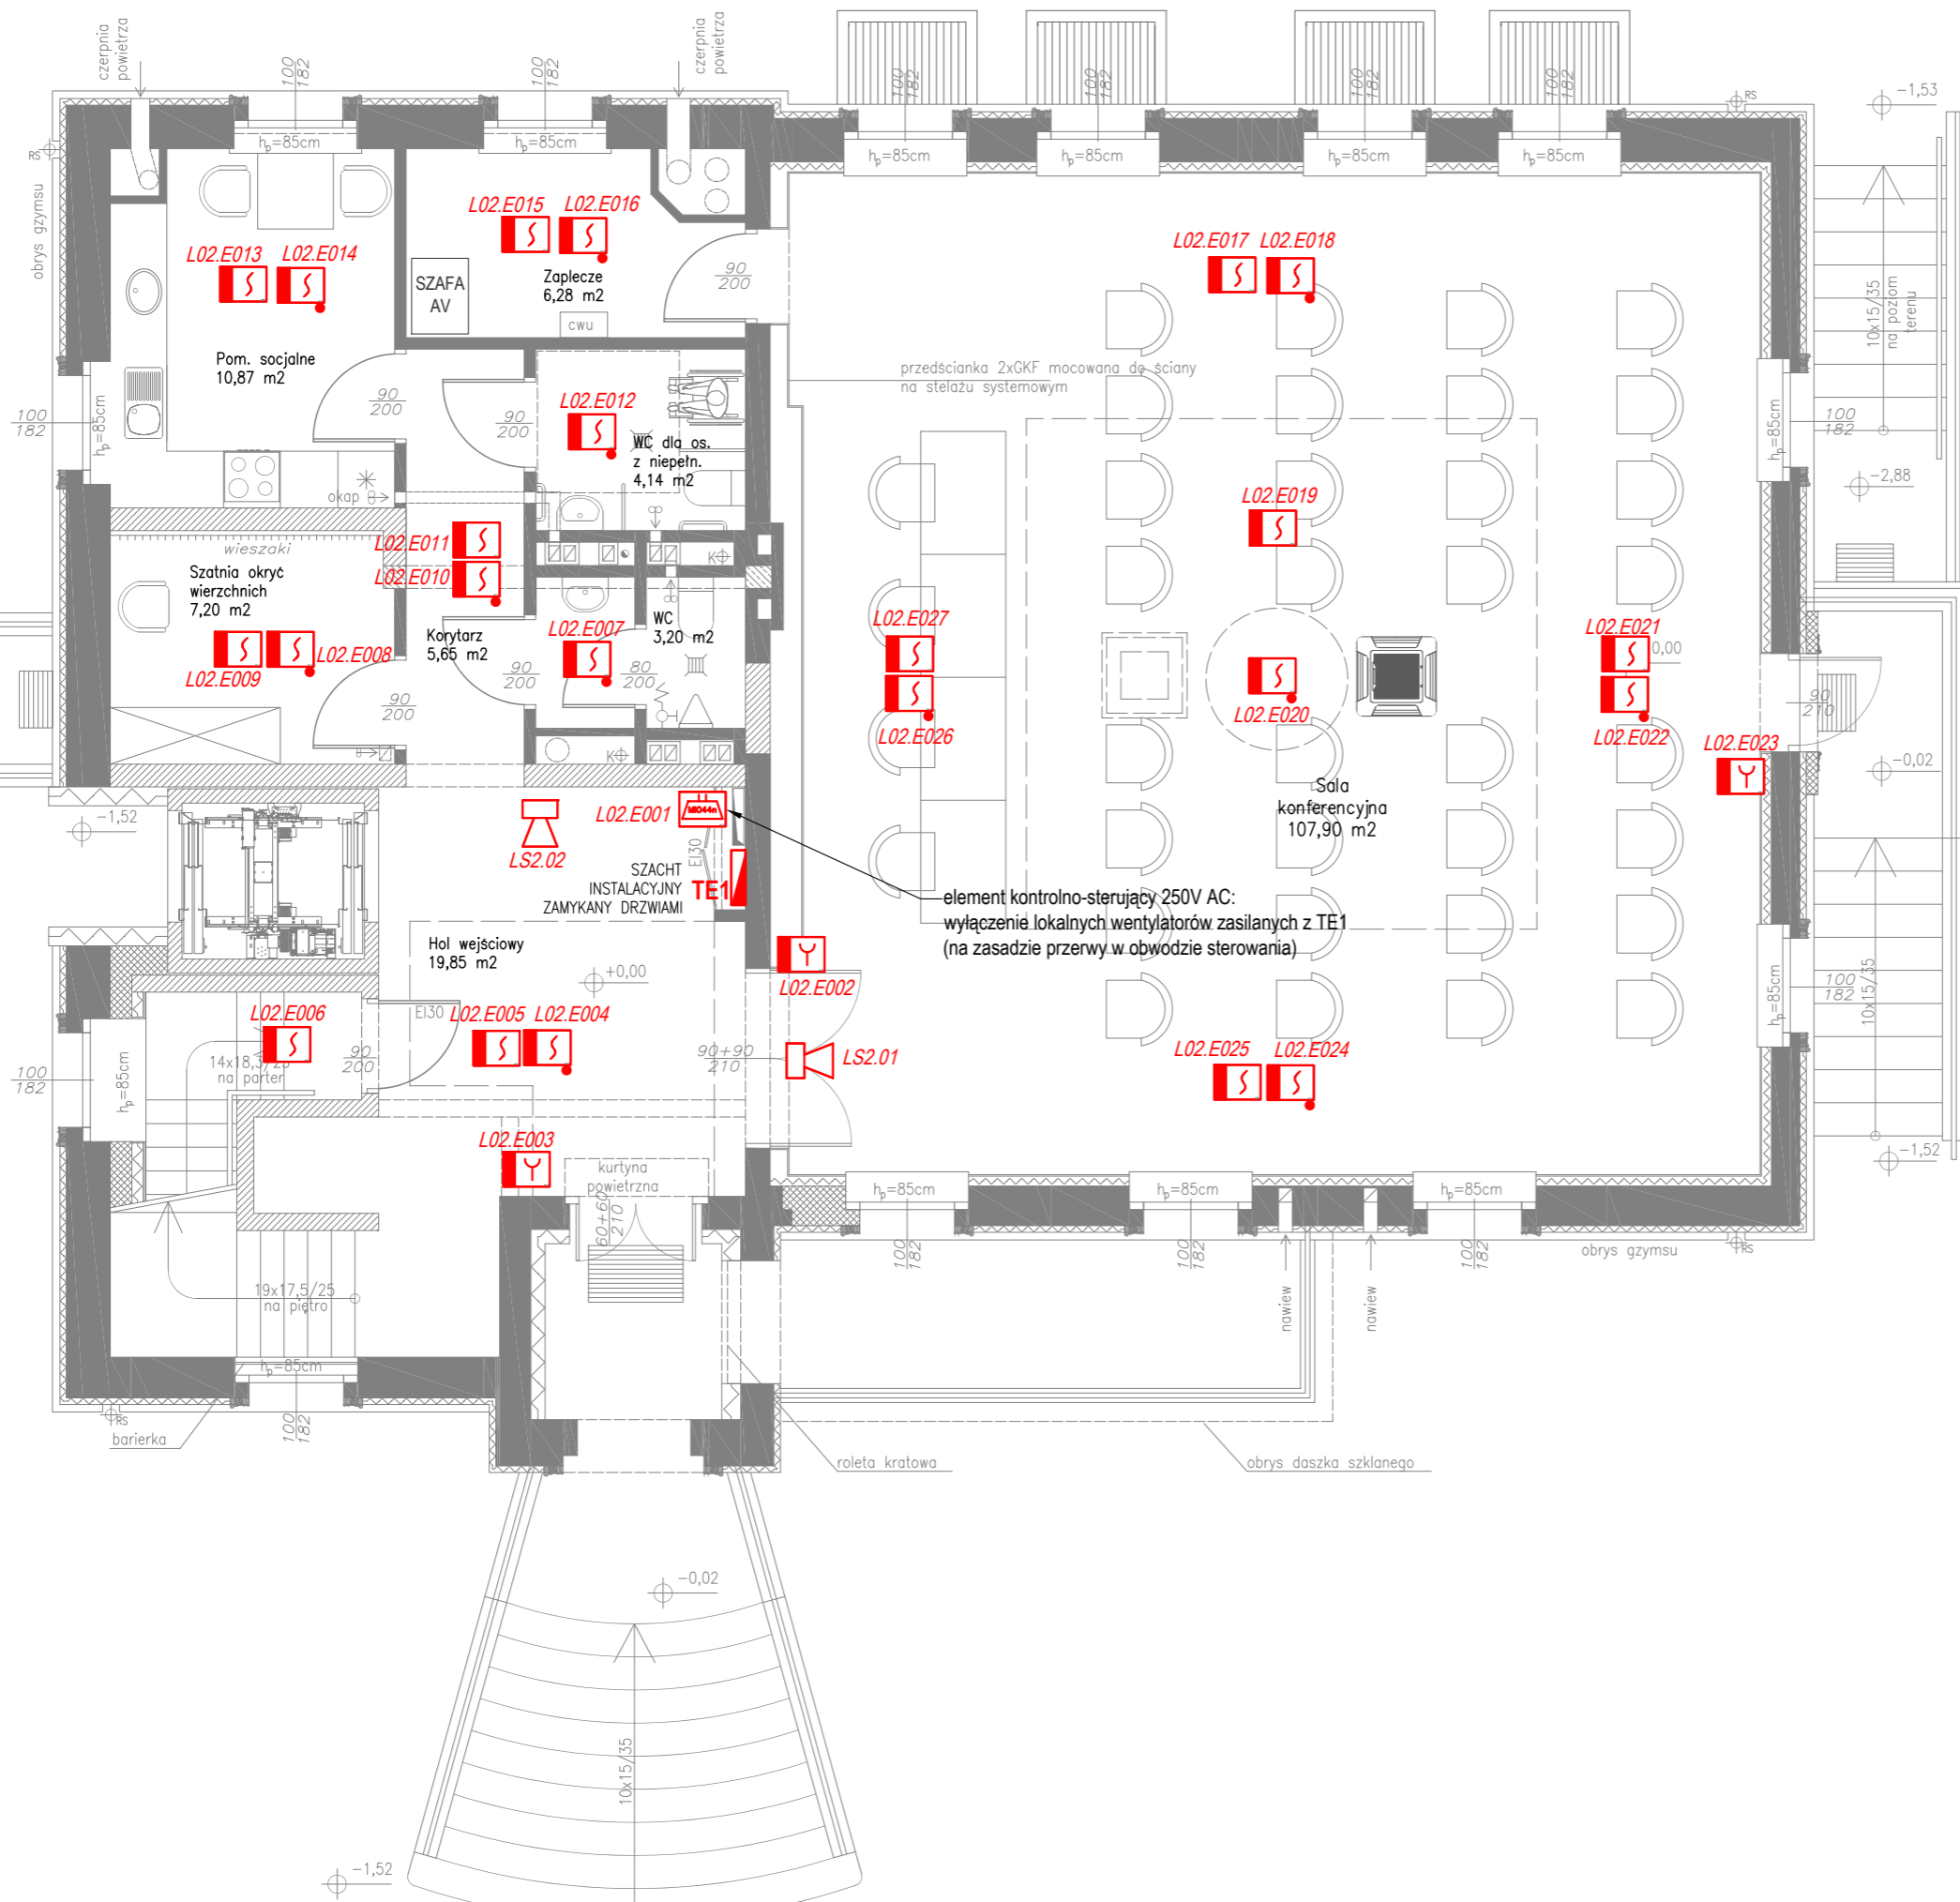 czerpnia
powietrza
czerpnia
powietrza
100
182
100
182
100
182
100
182
100
182
100
182
-1,53
RS
RS
hp=85cm
hp=85cm
hp=85cm
hp=85cm
hp=85cm
hp=85cm
obrys gzymsu
L02.E013
L02.E014
L02.E015
L02.E016
L02.E017
L02.E018
SZAFA
AV
Zaplecze
6,28 m2
cwu
90
200
Pom. socjalne
10,87 m2
przedścianka 2xGKF mocowana do ściany
na stelażu systemowym
10x15/35
na poziom
terenu
100
182
hp=85cm
90
200
90
200
L02.E012
WC dla os.
z niepełn.
4,14 m2
100
182
hp=85cm
-2,88
okap
L02.E019
wieszaki
L02.E011
L02.E010
K
Szatnia okryć
wierzchnich
7,20 m2
WC
3,20 m2
L02.E007
Korytarz
5,65 m2
L02.E008
L02.E009
90
200
80
200
90
200
L02.E027
L02.E026
L02.E020
L02.E021
0,00
L02.E022
90
210
L02.E023
K
-0,02
Sala
konferencyjna
107,90 m2
-1,52
L02.E001
MIO44n
LS2.02
EI30
SZACHT
INSTALACYJNY
ZAMYKANY DRZWIAMI
TE1
element kontrolno-sterujący 250V AC:
wyłączenie lokalnych wentylatorów zasilanych z TE1
(na zasadzie przerwy w obwodzie sterowania)
Hol wejściowy
19,85 m2
+0,00
L02.E002
100
182
hp=85cm
10x15/35
L02.E006
EI30
L02.E005
L02.E004
90
200
90+90
210
LS2.01
L02.E025
L02.E024
100
182
hp=85cm
na parter
L02.E003
kurtyna
powietrzna
60+60
210
-1,52
hp=85cm
hp=85cm
hp=85cm
100
182
100
182
100
182
obrys gzymsu
RS
19x17,5/25
na piętro
nawiew
nawiew
hp=85cm
100
182
RS
barierka
roleta kratowa
obrys daszka szklanego
-0,02
10x15/35
-1,52